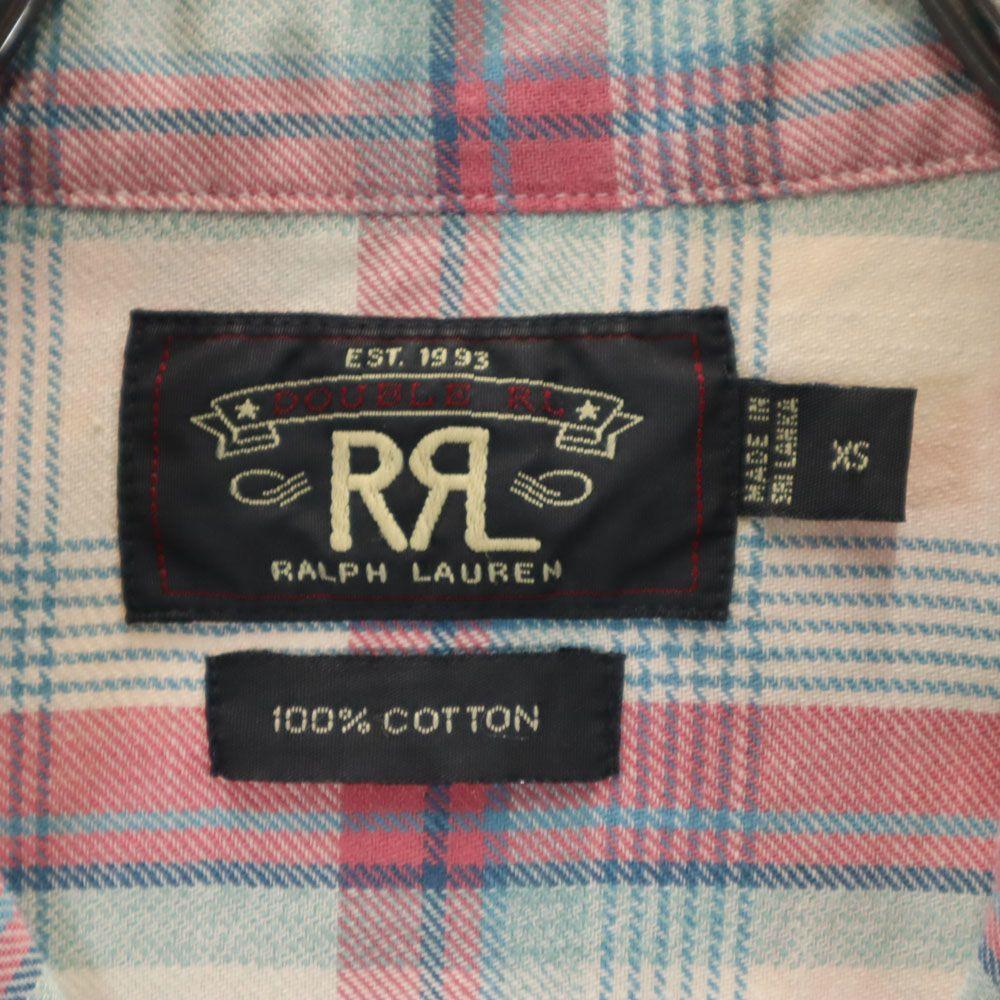 EST. 1993
DOUBLE RL
RRL
RALPH LAUREN
MADE IN
SRI LANKA
XS
100% COTTON